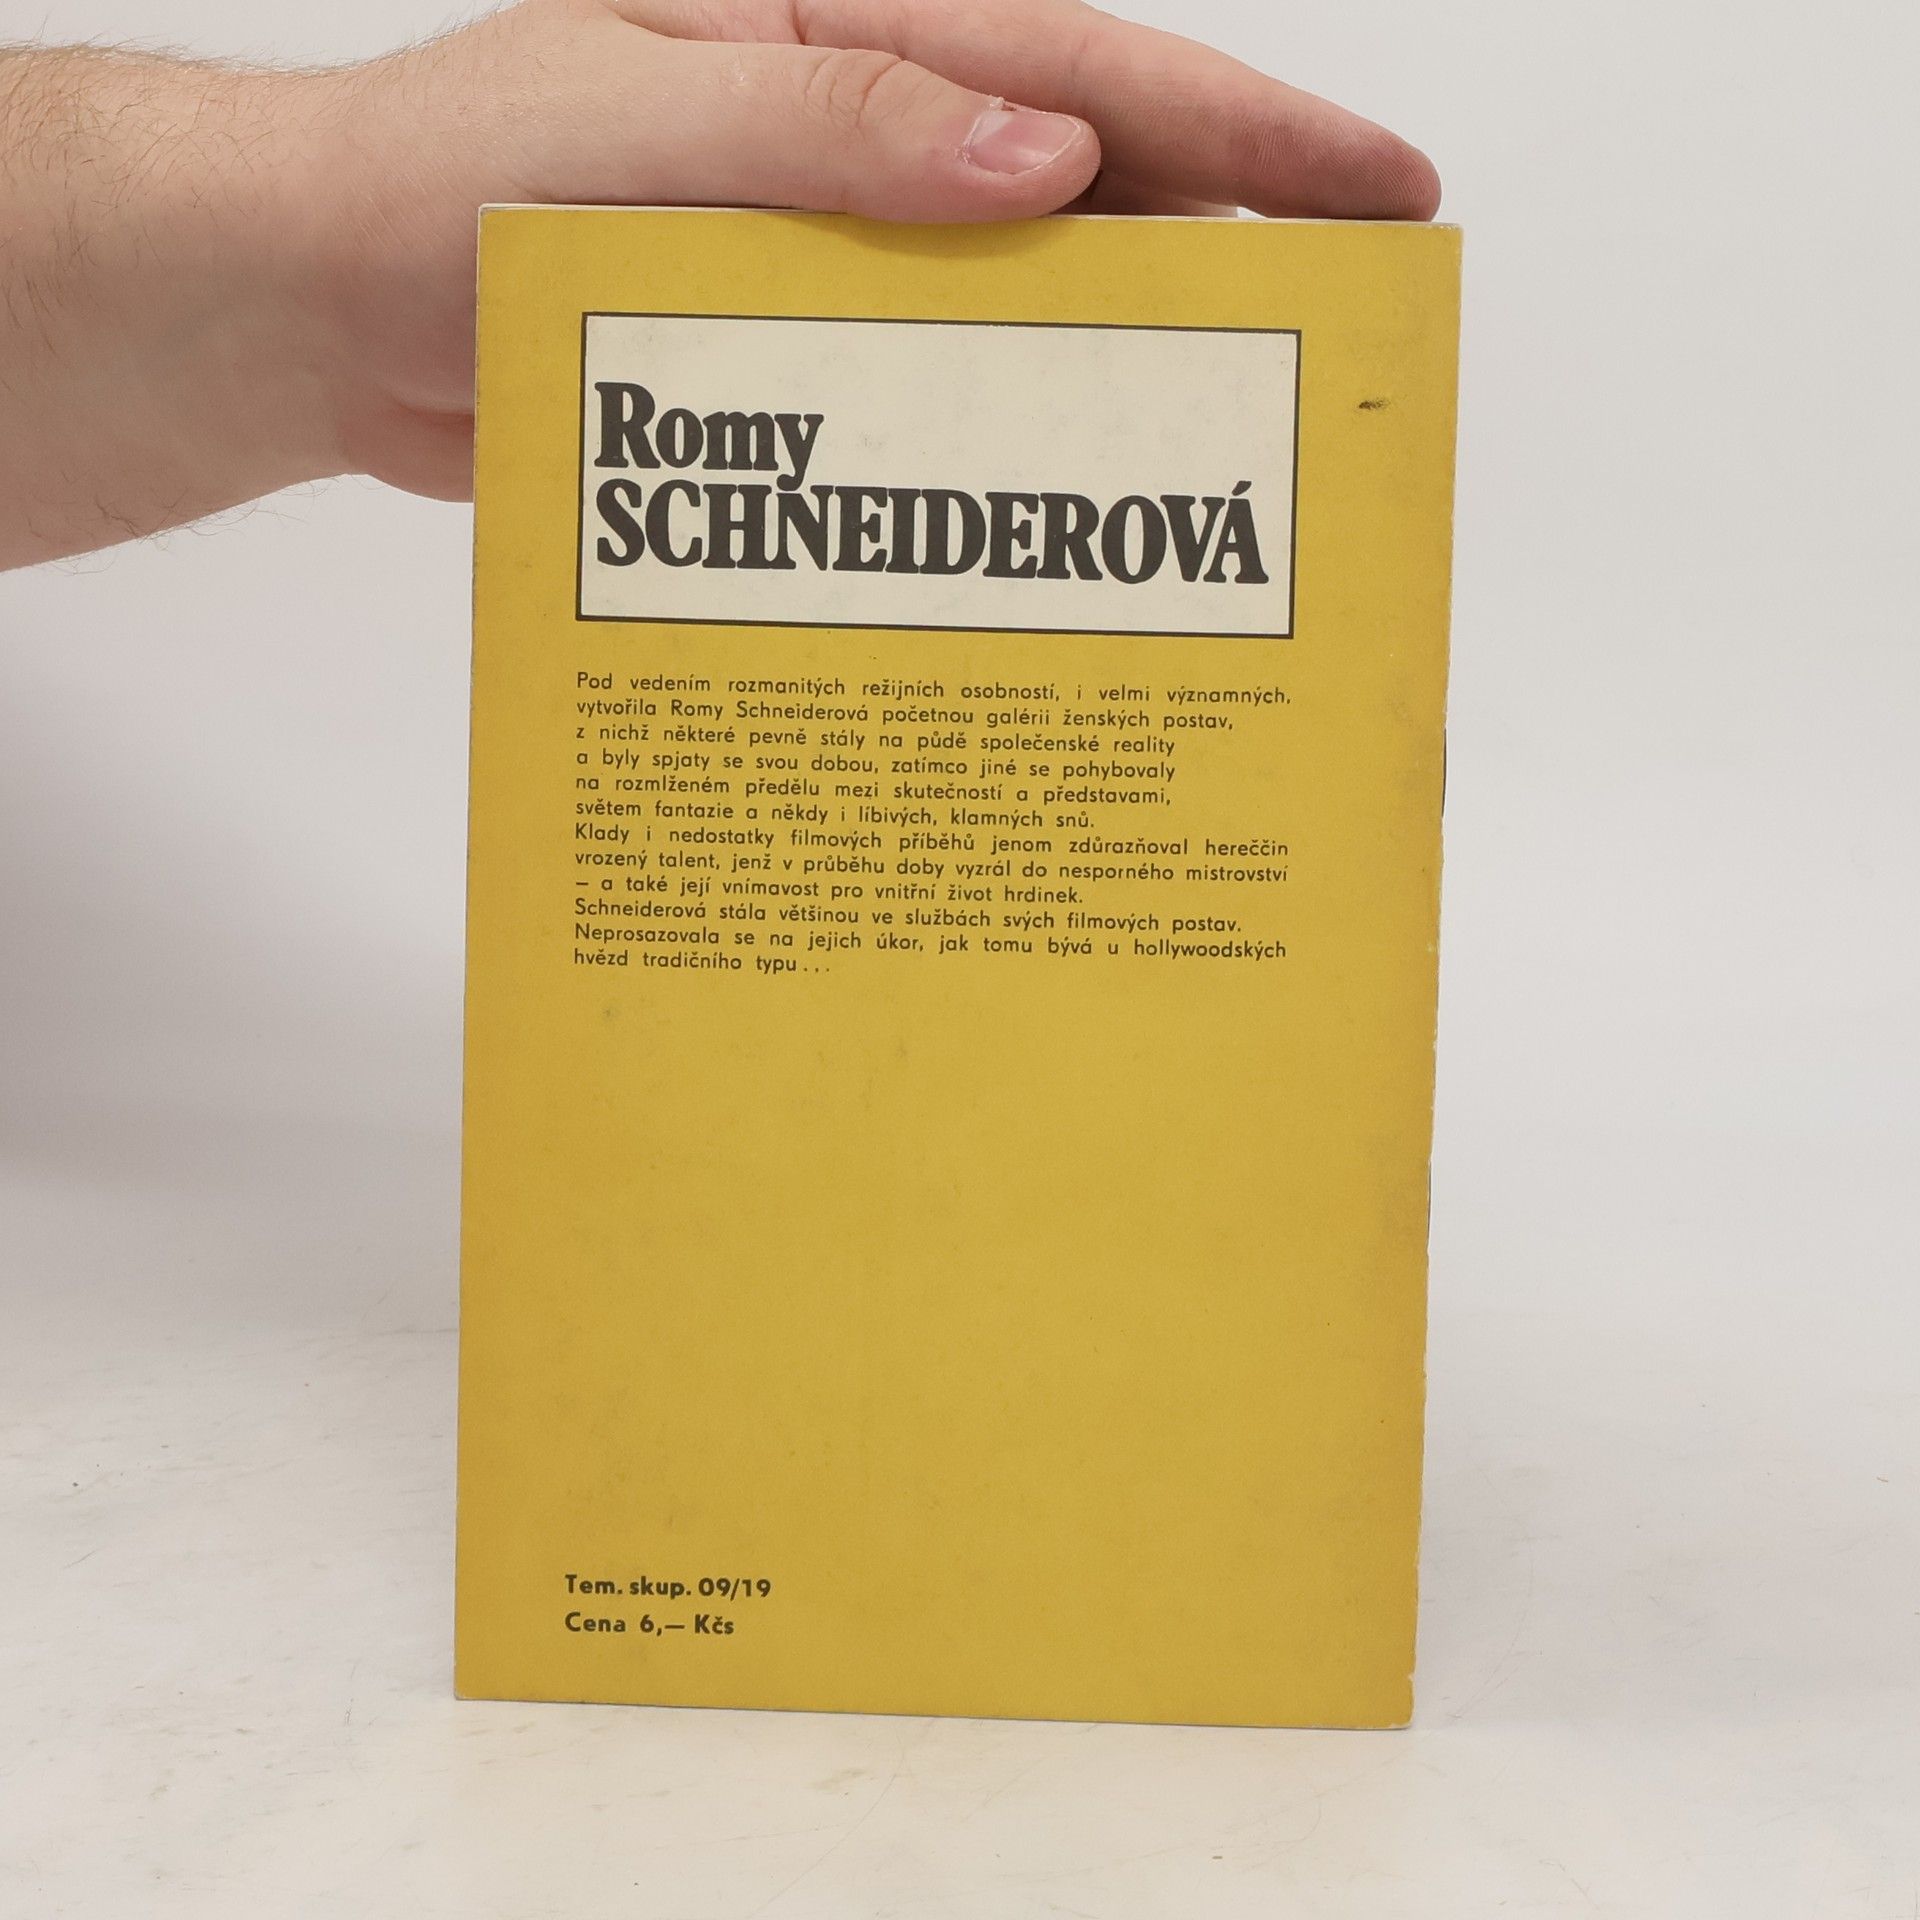 Romy
SCHNEIDEROVÁ
Pod vedením rozmanitých režijních osobností, i velmi významných,
vytvořila Romy Schneiderová početnou galérii ženských postav,
z nichž některé pevně stály na půdě společenské reality
a byly spjaty se svou dobou, zatímco jiné se pohybovaly
na rozmlženém předělu mezi skutečností a představami,
světem fantazie a někdy i líbivých, klamných snů.
Klady i nedostatky filmových příběhů jenom zdůrazňoval hereččin
vrozený talent, jenž v průběhu doby vyzrál do nesporného mistrovství
– a také její vnímavost pro vnitřní život hrdinek.
Schneiderová stála většinou ve službách svých filmových postav.
Neprosazovala se na jejich úkor, jak tomu bývá u hollywoodských
hvězd tradičního typu...
Tem. skup. 09/19
Cena 6,— Kčs